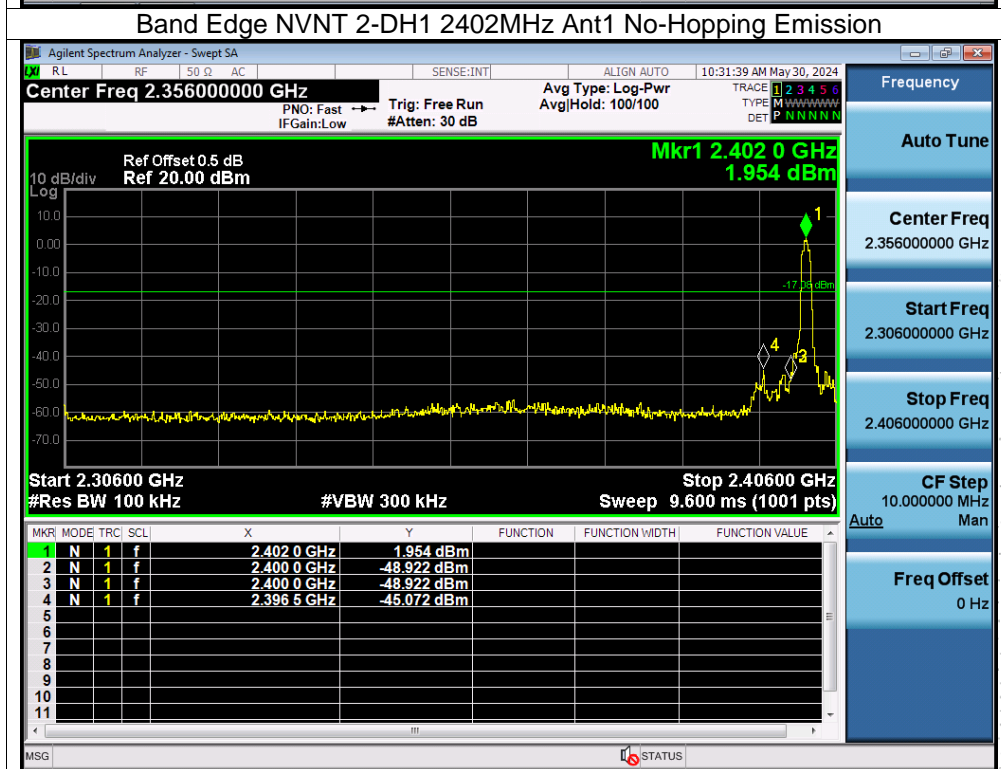 Band Edge NVNT 2-DH1 2402MHz Ant1 No-Hopping Emission
Agilent Spectrum Analyzer - Swept SA
LXI RL RF 50 Ω AC SENSE:INT ALIGN AUTO 10:31:39 AM May 30, 2024
Center Freq 2.356000000 GHz
PNO: Fast
IFGain:Low
Trig: Free Run
#Atten: 30 dB
Avg Type: Log-Pwr
Avg|Hold: 100/100
TRACE 1 2 3 4 5 6
TYPE M WWWWW
DET P N N N N N
Ref Offset 0.5 dB
10 dB/div Ref 20.00 dBm
Log
Mkr1 2.402 0 GHz
1.954 dBm
10.0
0.00
-10.0
-20.0
-30.0
-40.0
-50.0
-60.0
-70.0
1
4
-17.96 dBm
Start 2.30600 GHz Stop 2.40600 GHz
#Res BW 100 kHz #VBW 300 kHz Sweep 9.600 ms (1001 pts)
MKR MODE TRC SCL X Y FUNCTION FUNCTION WIDTH FUNCTION VALUE
1 N 1 f 2.402 0 GHz 1.954 dBm
2 N 1 f 2.400 0 GHz -48.922 dBm
3 N 1 f 2.400 0 GHz -48.922 dBm
4 N 1 f 2.396 5 GHz -45.072 dBm
5
6
7
8
9
10
11
MSG STATUS
Frequency
Auto Tune
Center Freq
2.356000000 GHz
Start Freq
2.306000000 GHz
Stop Freq
2.406000000 GHz
CF Step
10.000000 MHz
Auto Man
Freq Offset
0 Hz